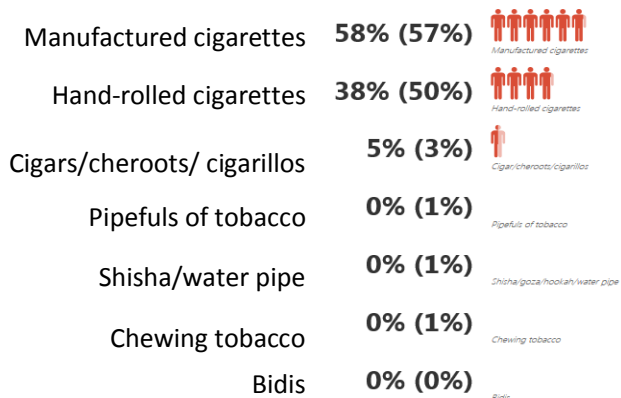 Manufactured cigarettes 58% (57%)
Manufactured cigarettes
Hand-rolled cigarettes 38% (50%)
Hand-rolled cigarettes
Cigars/cheroots/ cigarillos 5% (3%)
Cigar/cheroots/cigarillos
Pipefuls of tobacco 0% (1%)
Pipefuls of tobacco
Shisha/water pipe 0% (1%)
Shisha/goza/hookah/water pipe
Chewing tobacco 0% (1%)
Chewing tobacco
Bidis 0% (0%)
Bidis